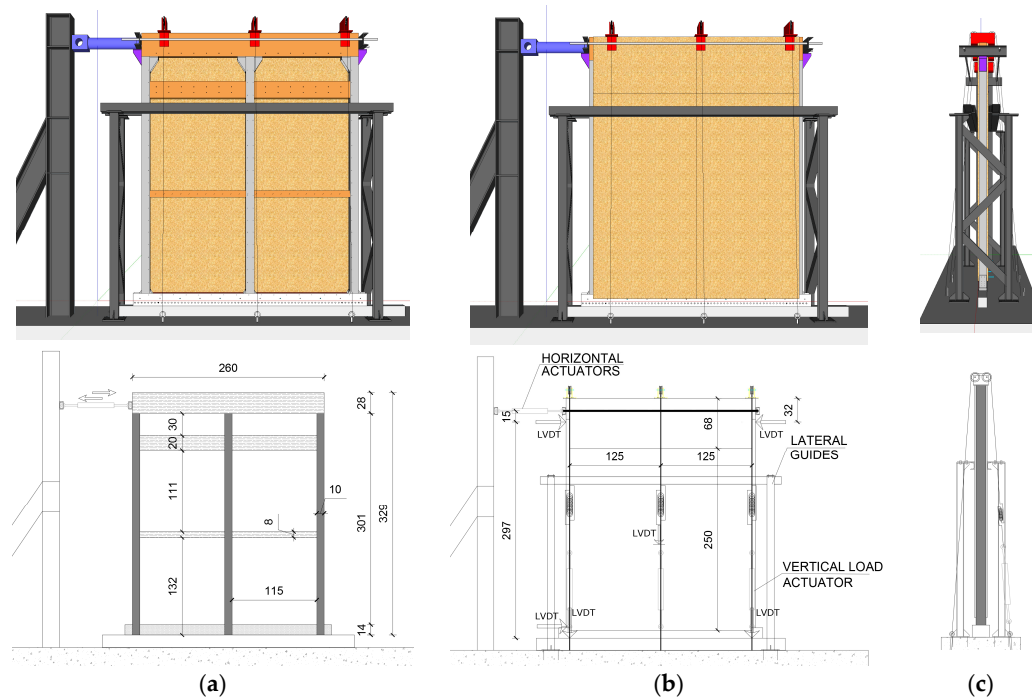 260
28
30
20
111
10
8
301
329
132
115
14
(a)
HORIZONTAL
ACTUATORS
15
32
LVDT
LVDT
68
LATERAL
GUIDES
125
125
297
LVDT
250
VERTICAL LOAD
ACTUATOR
LVDT
LVDT
(b)
(c)